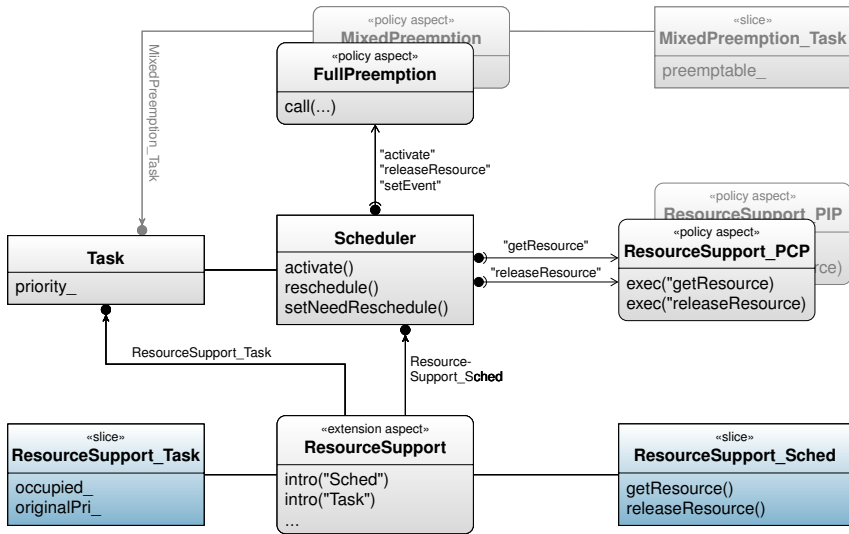 «policy aspect»
MixedPreemption
«slice»
MixedPreemption_Task
preemptable_
MixedPreemption_Task
«policy aspect»
FullPreemption
call(...)
"activate"
"releaseResource"
"setEvent"
«policy aspect»
ResourceSupport_PIP
rce)
«policy aspect»
ResourceSupport_PCP
exec("getResource)
exec("releaseResource)
Scheduler
activate()
reschedule()
setNeedReschedule()
"getResource"
"releaseResource"
Task
priority_
ResourceSupport_Task
Resource-
Support_Sched
«slice»
ResourceSupport_Task
occupied_
originalPri_
«extension aspect»
ResourceSupport
intro("Sched")
intro("Task")
...
«slice»
ResourceSupport_Sched
getResource()
releaseResource()